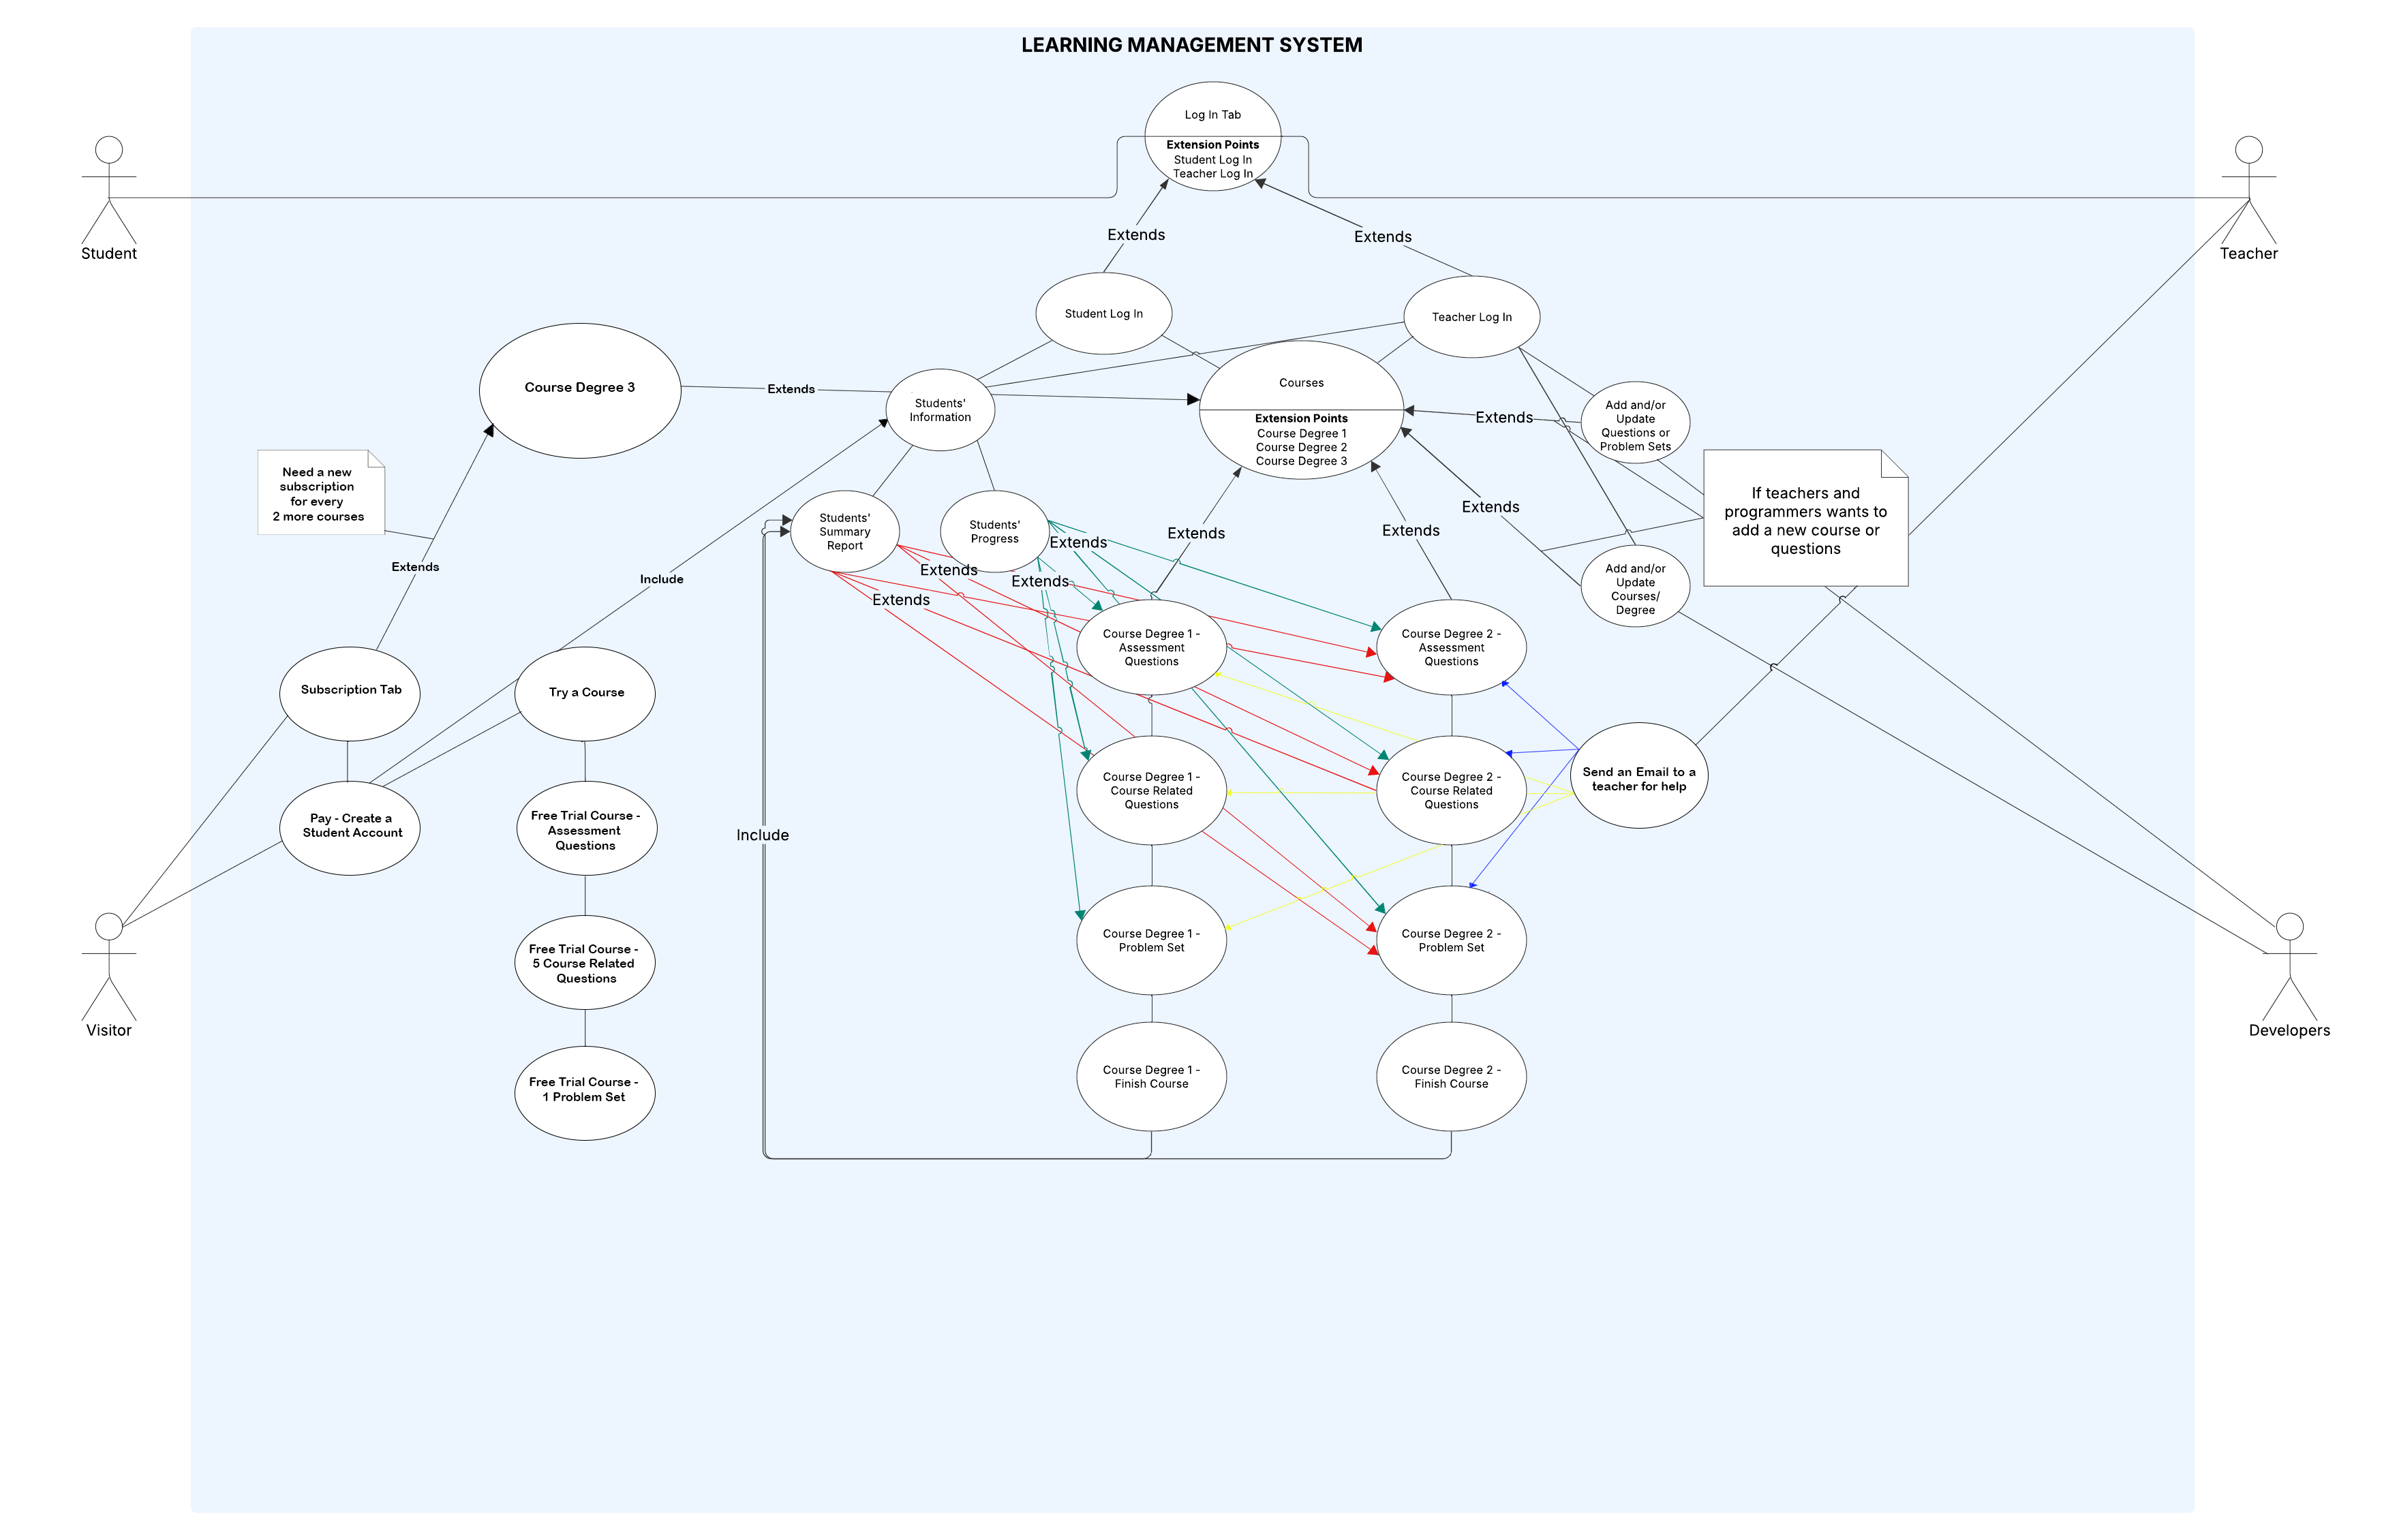 LEARNING MANAGEMENT SYSTEM
Log In Tab
Extension Points
Student Log In
Teacher Log In
Student
Teacher
Extends
Extends
Student Log In
Teacher Log In
Course Degree 3
Extends
Students'
Information
Courses
Extension Points
Course Degree 1
Course Degree 2
Course Degree 3
Extends
Add and/or
Update
Questions or
Problem Sets
Need a new
subscription
for every
2 more courses
If teachers and
programmers wants to
add a new course or
questions
Students'
Summary
Report
Students'
Progress
Extends
Extends
Extends
Extends
Extends
Extends
Extends
Extends
Include
Add and/or
Update
Courses/
Degree
Subscription Tab
Try a Course
Course Degree 1 -
Assessment
Questions
Course Degree 2 -
Assessment
Questions
Pay - Create a
Student Account
Free Trial Course -
Assessment
Questions
Include
Course Degree 1 -
Course Related
Questions
Course Degree 2 -
Course Related
Questions
Send an Email to a
teacher for help
Free Trial Course -
5 Course Related
Questions
Course Degree 1 -
Problem Set
Course Degree 2 -
Problem Set
Visitor
Developers
Free Trial Course -
1 Problem Set
Course Degree 1 -
Finish Course
Course Degree 2 -
Finish Course